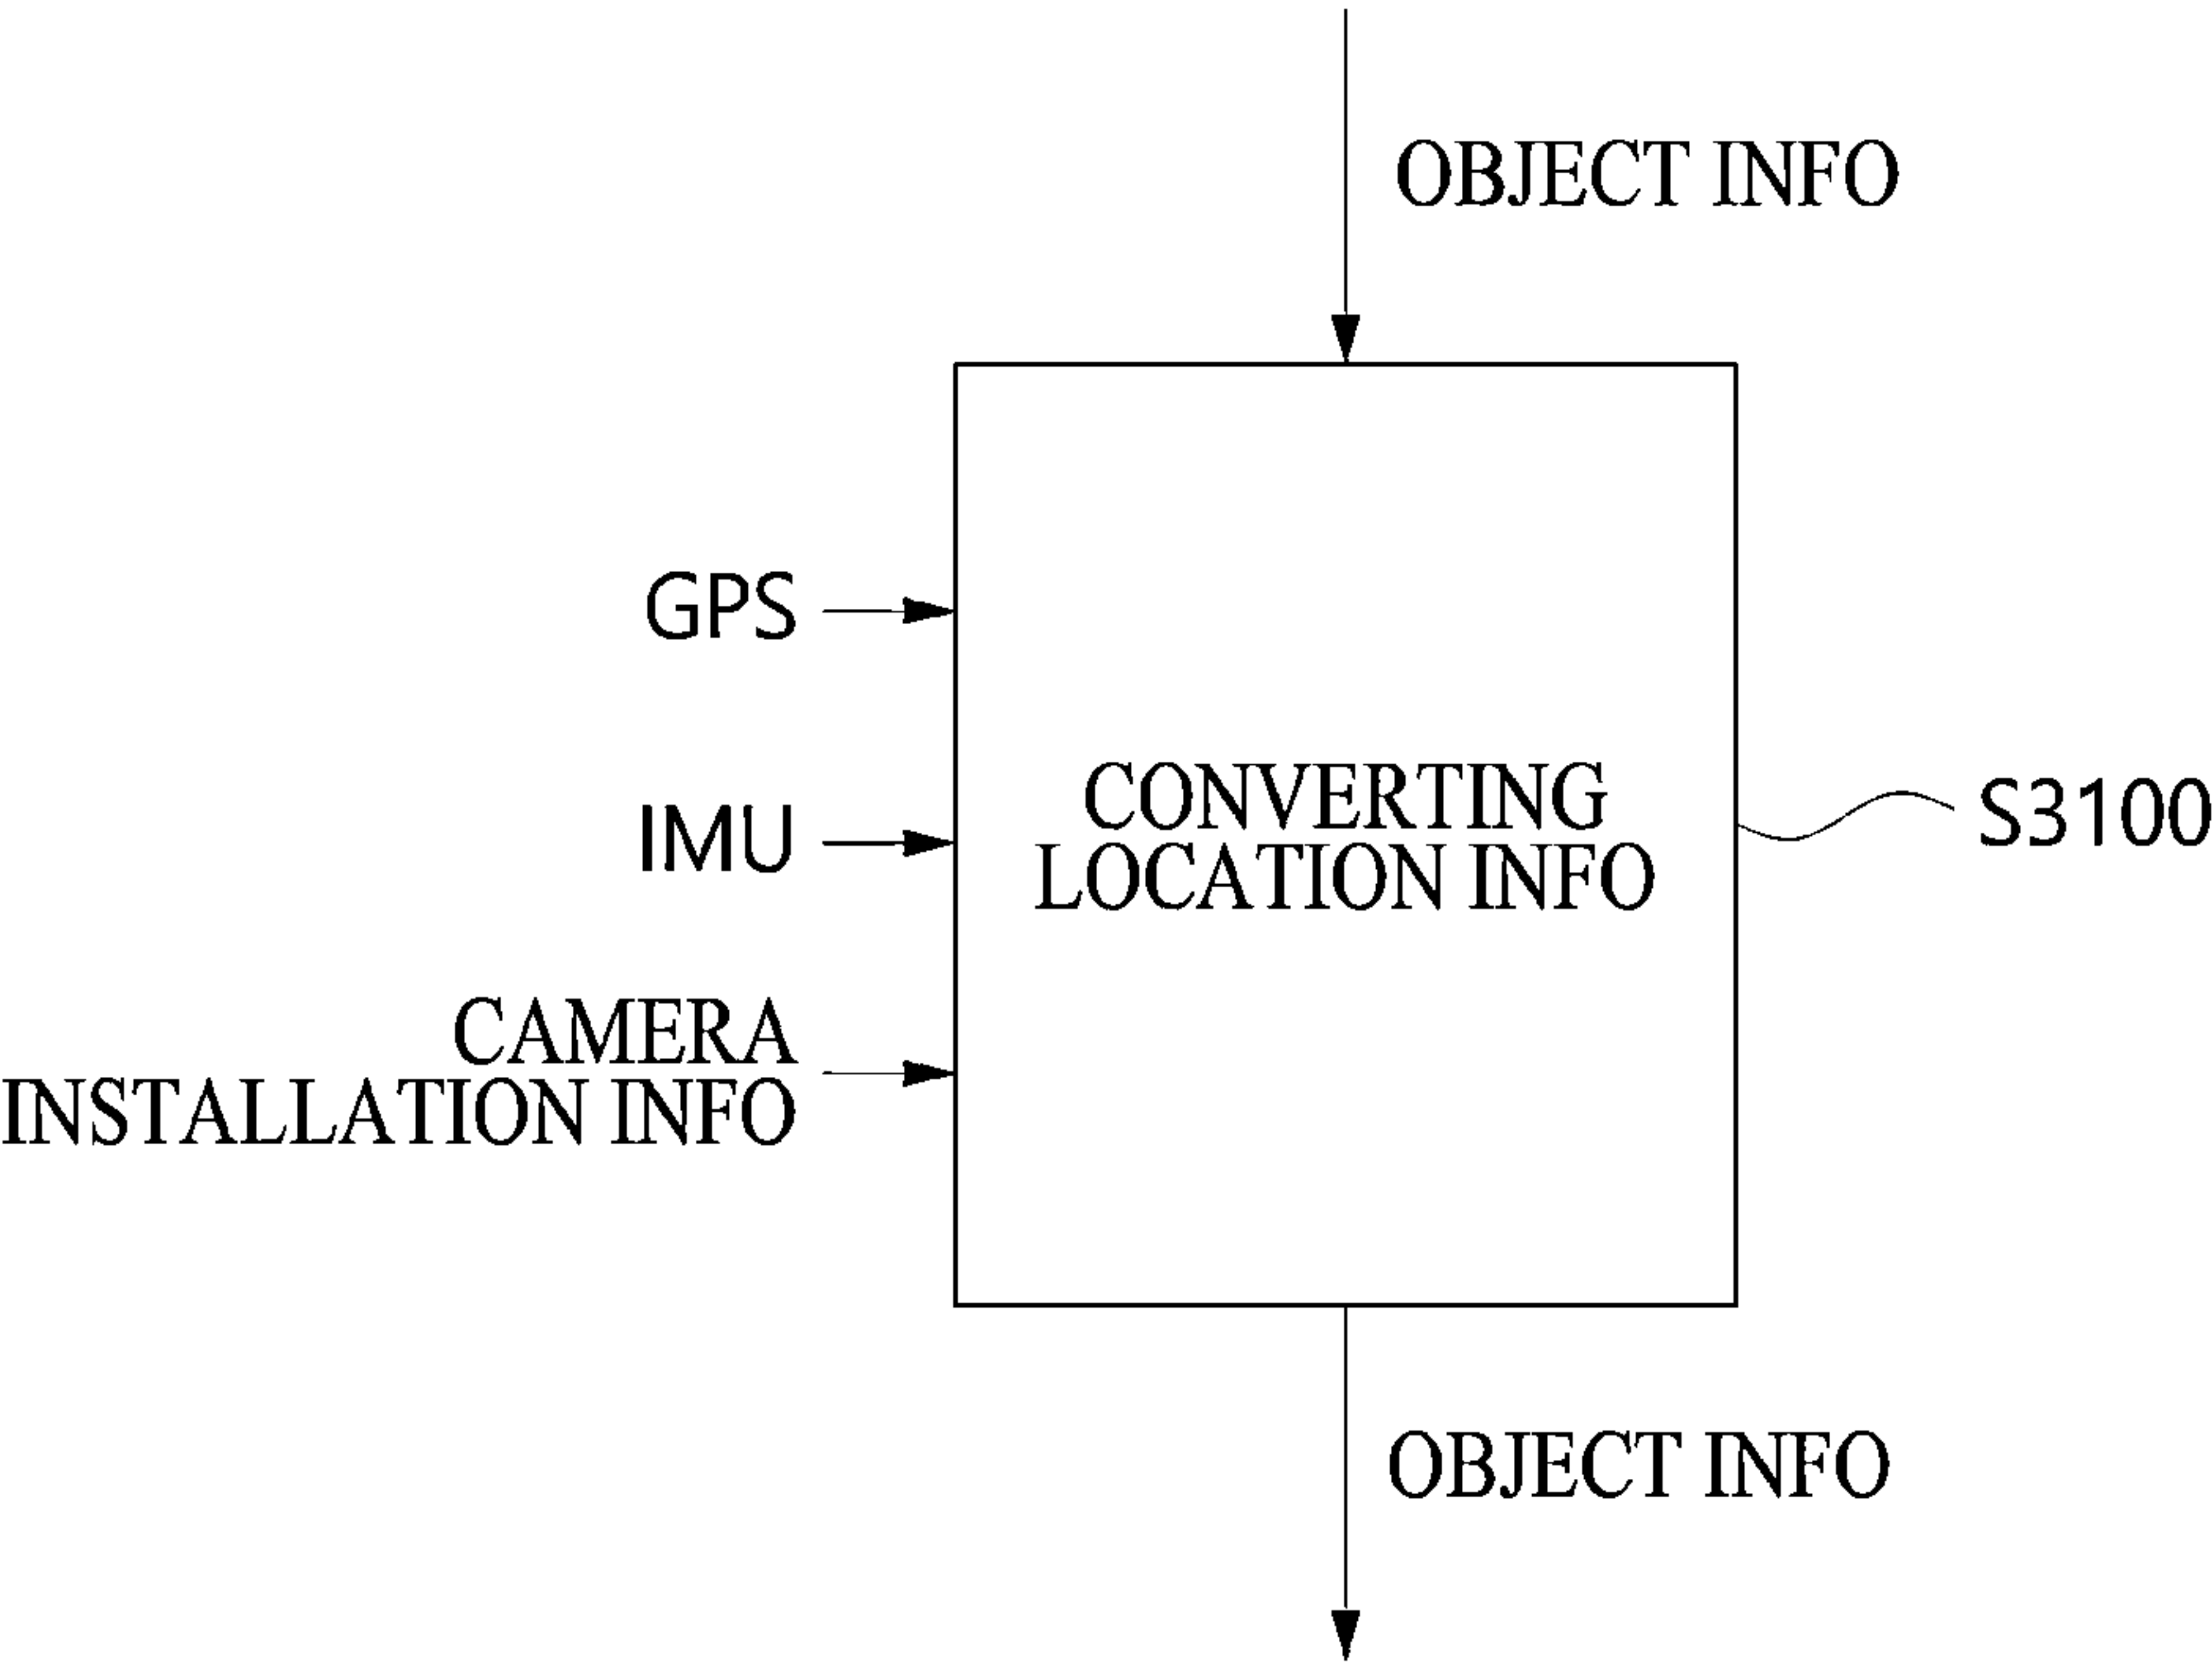 OBJECT INFO
GPS
IMU
CONVERTING
LOCATION INFO
S3100
CAMERA
INSTALLATION INFO
OBJECT INFO